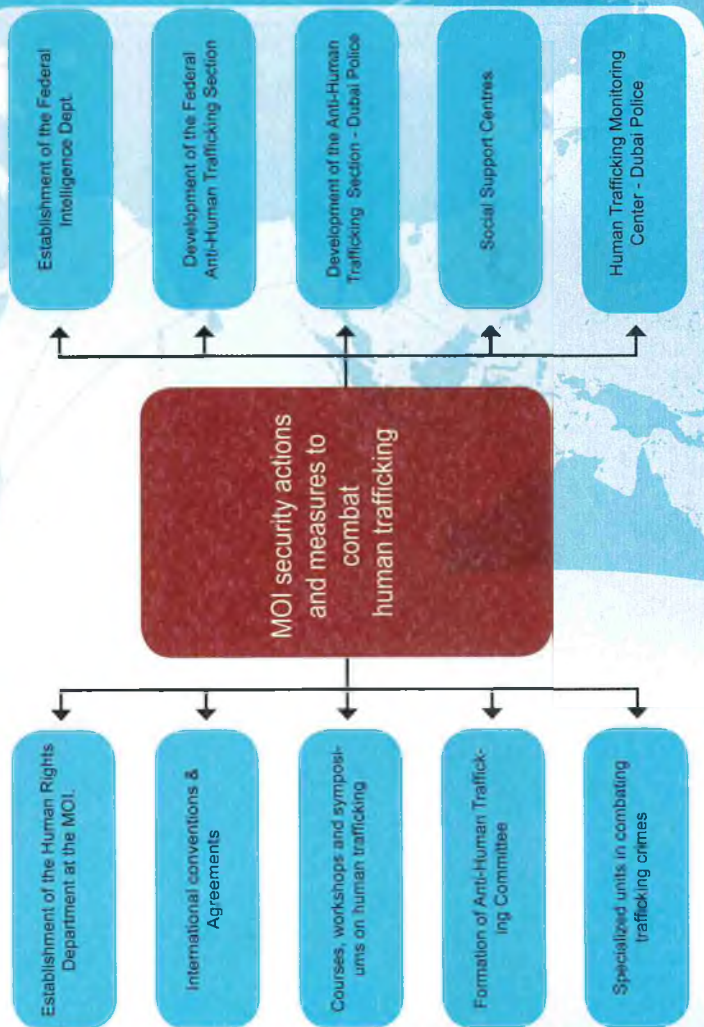 Establishment of the Human Rights
Department at the MOI.
International conventions &
Agreements
Courses, workshops and symposi-
ums on human trafficking
Formation of Anti-Human Traffick-
ing Committee
Specialized units in combating
trafficking crimes
MOI security actions
and measures to
combat
human trafficking
Establishment of the Federal
Intelligence Dept.
Development of the Federal
Anti-Human Trafficking Section
Development of the Anti-Human
Trafficking Section - Dubai Police
Social Support Centres
Human Trafficking Monitoring
Center - Dubai Police